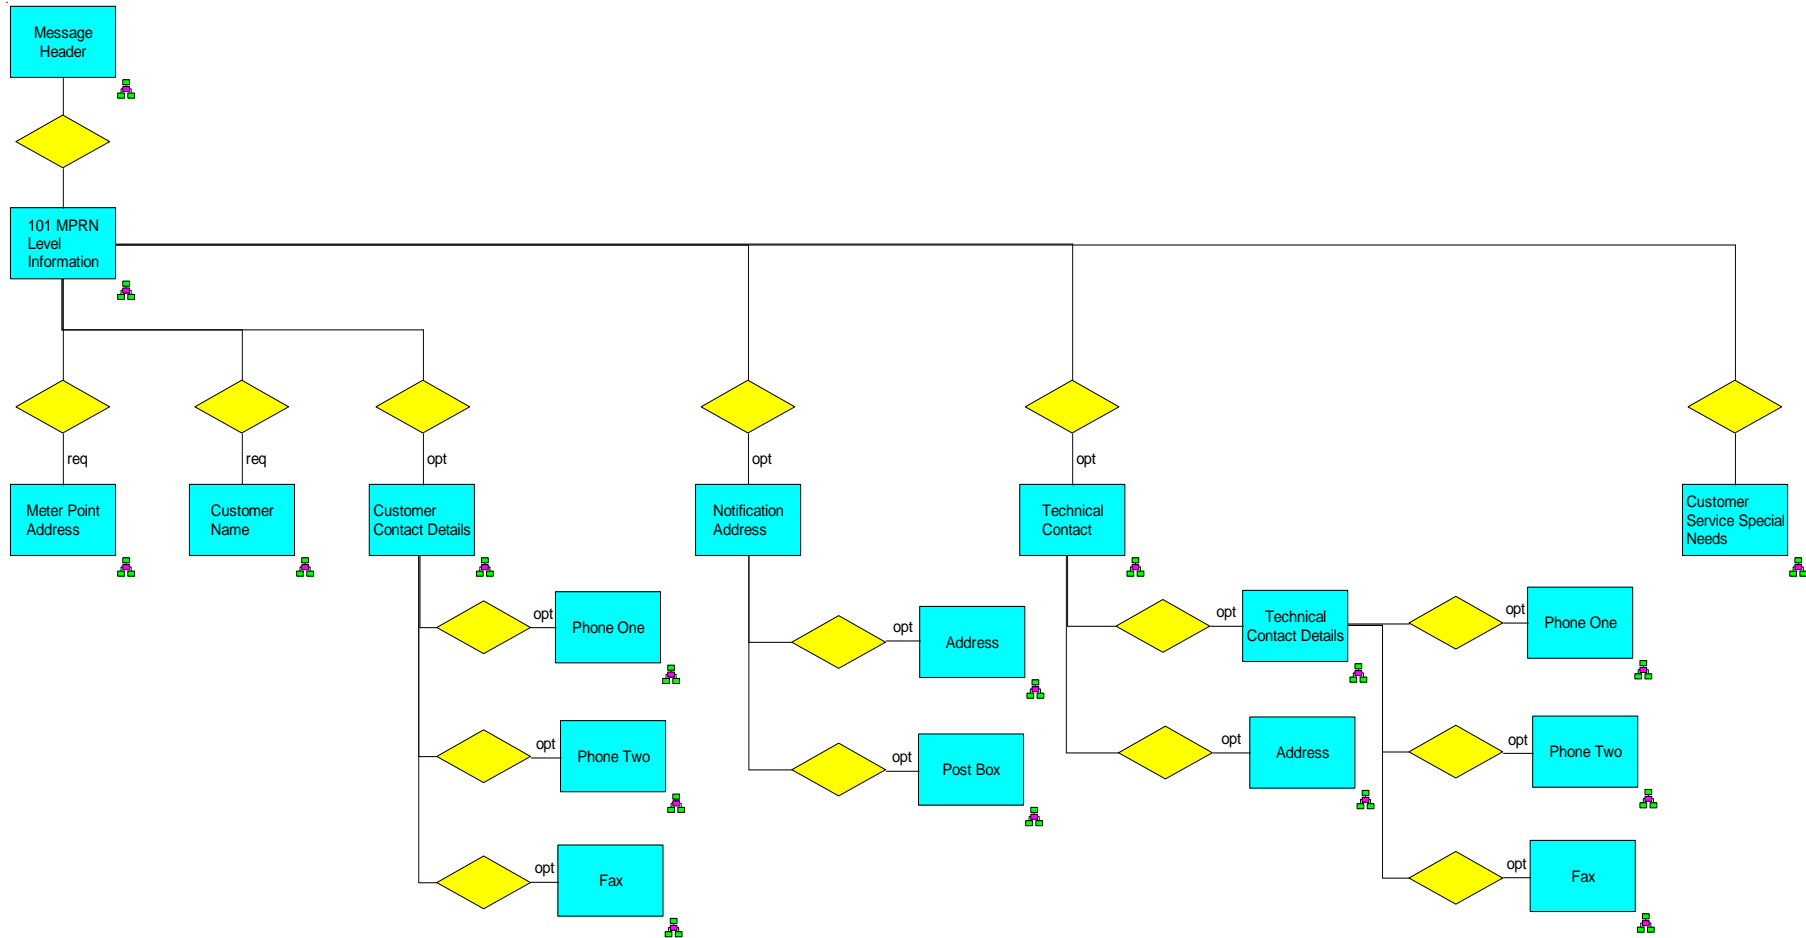 Message
Header
101 MPRN
Level
Information
req
req
opt
opt
opt
Meter Point
Address
Customer
Name
Customer
Contact Details
Notification
Address
Technical
Contact
Customer
Service Special
Needs
opt
Phone One
opt
Address
opt
Technical
Contact Details
opt
Phone One
opt
Phone Two
opt
Post Box
opt
Address
opt
Phone Two
opt
Fax
opt
Fax